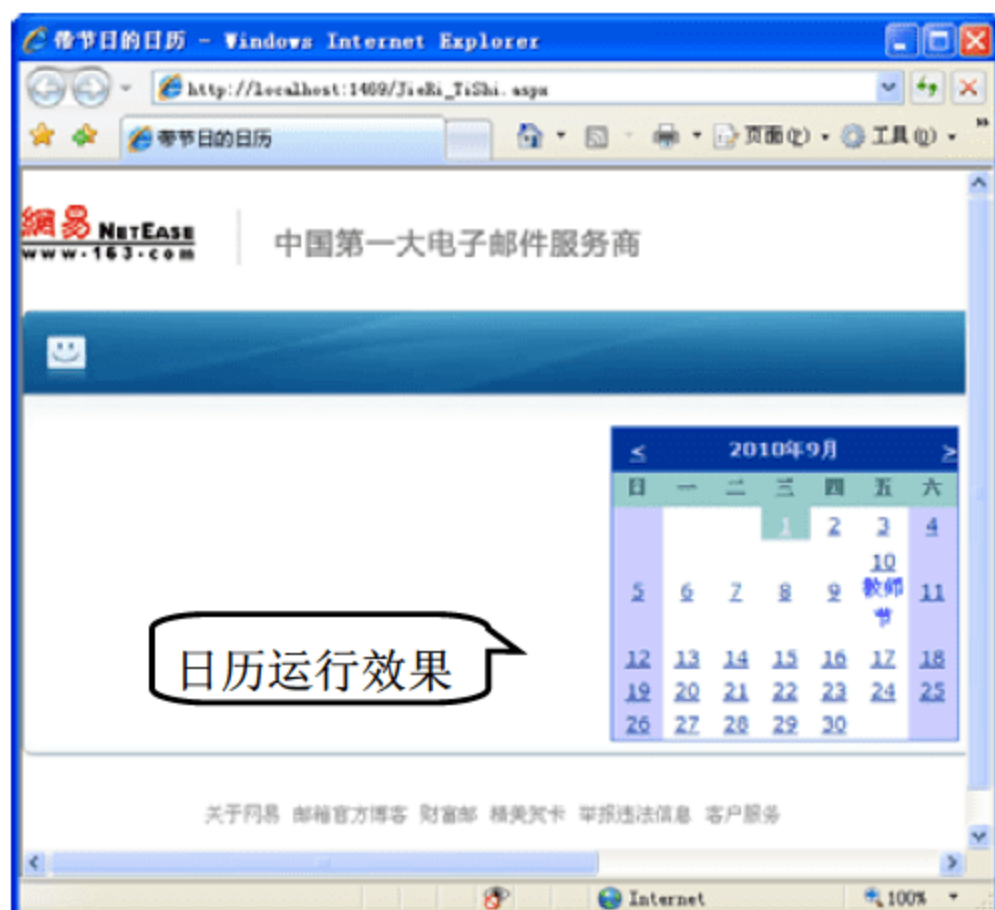 带节日的日历 - Windows Internet Explorer
http://localhost:1469/JieRi_TiShi.aspx
带节日的日历
页面(P) 工具(O)
網易 NETEASE
www.163.com
中国第一大电子邮件服务商
< 2010年9月 >
日 一 二 三 四 五 六
1 2 3 4
5 6 7 8 9 10 11
教师
节
12 13 14 15 16 17 18
19 20 21 22 23 24 25
26 27 28 29 30
日历运行效果
关于网易 邮箱官方博客 财富邮 精美贺卡 举报违法信息 客户服务
Internet 100%